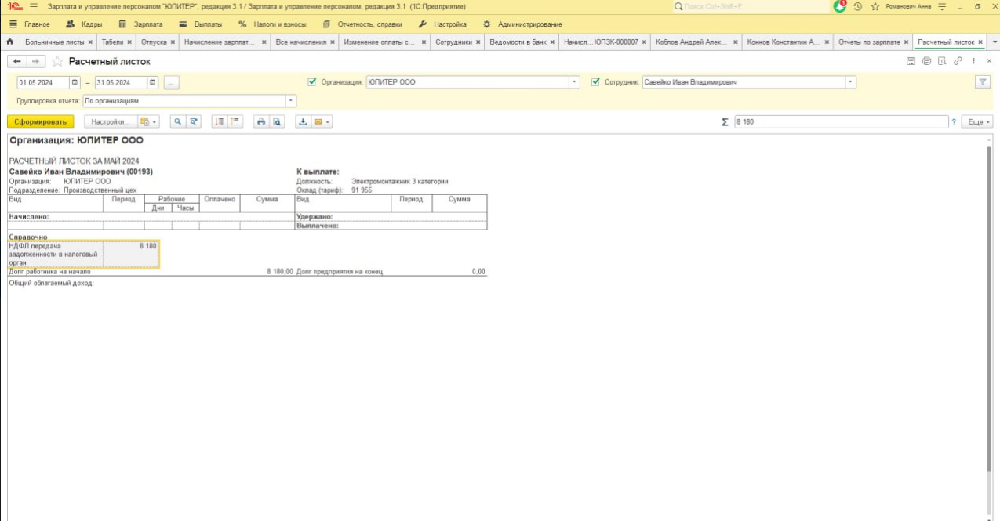 1С Зарплата и управление персоналом "ЮПИТЕР", редакция 3.1 / Зарплата и управление персоналом, редакция 3.1 (1С:Предприятие) Поиск Ctrl+Shift+F 1 Романович Анна
Главное Кадры Зарплата Выплаты Налоги и взносы Отчетность, справки Настройка Администрирование
Больничные листы Табели Отпуска Начисление зарплат... Все начисления Изменение оплаты с... Сотрудники Ведомости в банк Начисл... ЮПЗК-000007 Коблов Андрей Алек... Коннов Константин А... Отчеты по зарплате Расчетный листок
Расчетный листок
01.05.2024 – 31.05.2024 ... Организация: ЮПИТЕР ООО Сотрудник: Савейко Иван Владимирович
Группировка отчета: По организациям
Сформировать Настройки... Σ 8 180 ? Еще
Организация: ЮПИТЕР ООО
РАСЧЕТНЫЙ ЛИСТОК ЗА МАЙ 2024
Савейко Иван Владимирович (00193) К выплате:
Организация: ЮПИТЕР ООО Должность: Электромонтажник 3 категории
Подразделение: Производственный цех Оклад (тариф): 91 955
Вид Период Рабочие Оплачено Сумма Вид Период Сумма
Дни Часы
Начислено: Удержано:
Выплачено:
Справочно
НДФЛ передача 8 180
задолженности в налоговый
орган
Долг работника на начало 8 180,00 Долг предприятия на конец 0,00
Общий облагаемый доход: